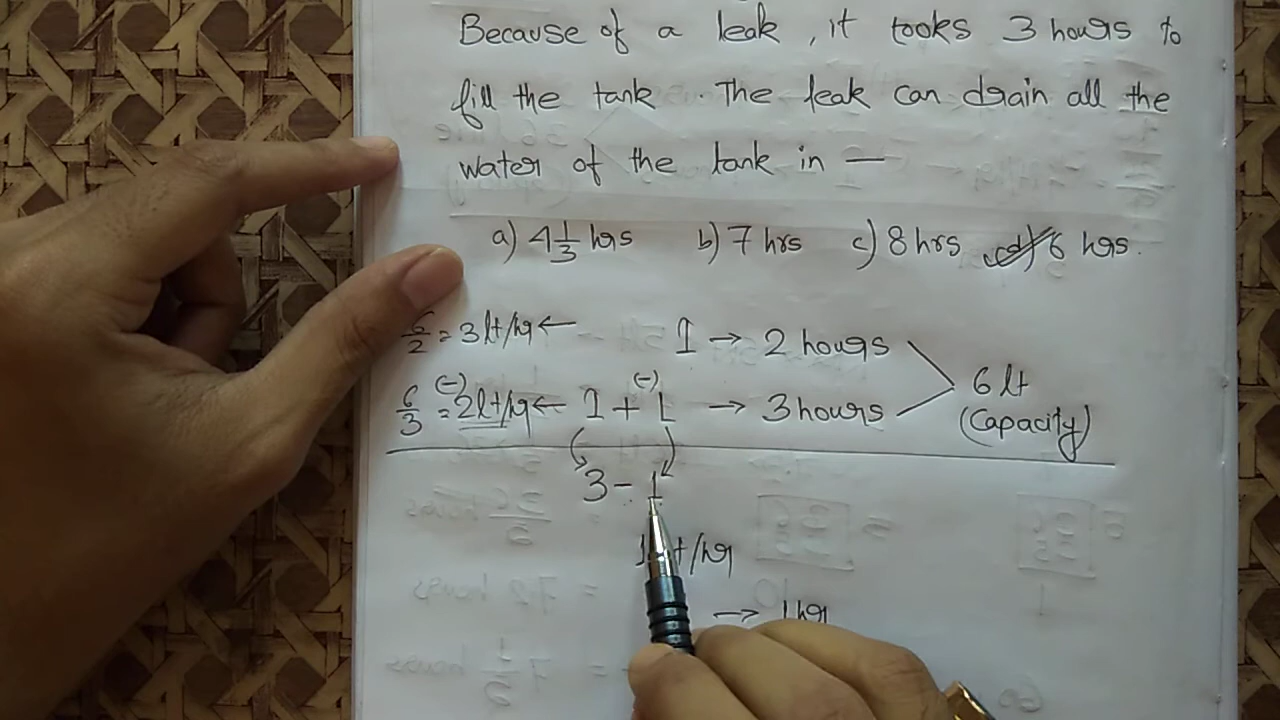 Because of a leak, it tooks 3 hours to
fill the tank. The leak can drain all the
water of the tank in —
a) 4 1/3 hrs b) 7 hrs c) 8 hrs d) 6 hrs.
6/2 = 3 lt/hr ← I → 2 hours
6 lt
(Capacity)
(-) (-)
6/3 = 2 lt/hr ← I + L → 3 hours
3 - 1
lt/hr
→ 1 hr